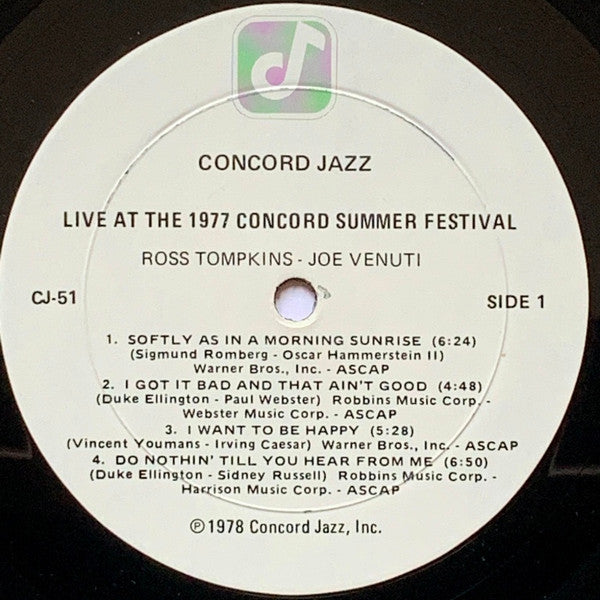 CONCORD JAZZ
LIVE AT THE 1977 CONCORD SUMMER FESTIVAL
ROSS TOMPKINS - JOE VENUTI
CJ-51
SIDE 1
1. SOFTLY AS IN A MORNING SUNRISE (6:24)
(Sigmund Romberg - Oscar Hammerstein II)
Warner Bros., Inc. - ASCAP
2. I GOT IT BAD AND THAT AIN'T GOOD (4:48)
(Duke Ellington - Paul Webster) Robbins Music Corp. -
Webster Music Corp. - ASCAP
3. I WANT TO BE HAPPY (5:28)
(Vincent Youmans - Irving Caesar) Warner Bros., Inc. - ASCAP
4. DO NOTHIN' TILL YOU HEAR FROM ME (6:50)
(Duke Ellington - Sidney Russell) Robbins Music Corp. -
Harrison Music Corp. - ASCAP
℗1978 Concord Jazz, Inc.